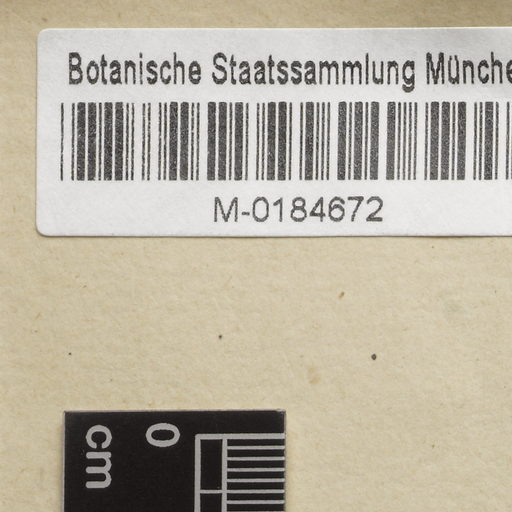 Botanische Staatssammlung Münche
M-0184672
0
cm